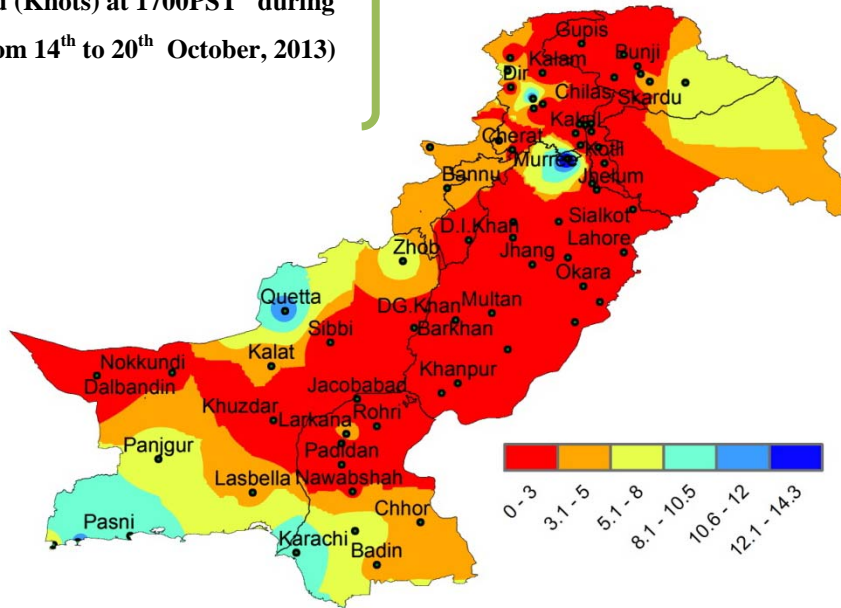 (Knots) at 1700PST during
14th to 20th October, 2013)
Gupis
Bunji
Kalam
Dir
Chilas
Skardu
Kakul
Cherat
Murree
Kotli
Bannu
Jhelum
Sialkot
D.I.Khan
Lahore
Zhob
Jhang
Okara
Quetta
DG.Khan
Multan
Sibbi
Barkhan
Kalat
Nokkundi
Khanpur
Dalbandin
Jacobabad
Khuzdar
Larkana
Rohri
Panjgur
Padidan
Lasbella
Nawabshah
Chhor
Pasni
Karachi
Badin
0 - 3
3.1 - 5
5.1 - 8
8.1 - 10.5
10.6 - 12
12.1 - 14.3